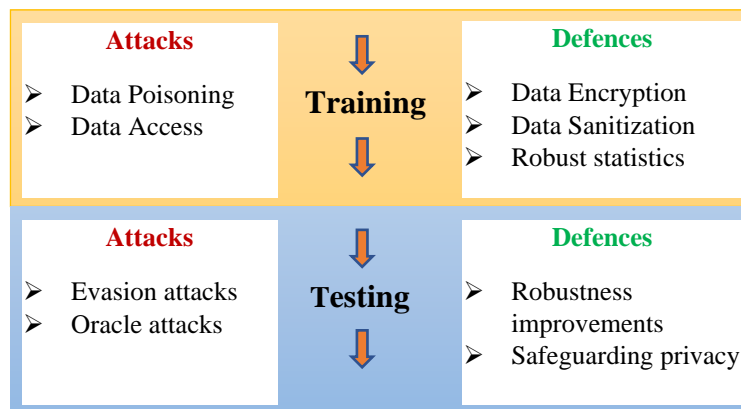 Attacks
➢ Data Poisoning
➢ Data Access
Training
Defences
➢ Data Encryption
➢ Data Sanitization
➢ Robust statistics
Attacks
➢ Evasion attacks
➢ Oracle attacks
Testing
Defences
➢ Robustness
improvements
➢ Safeguarding privacy